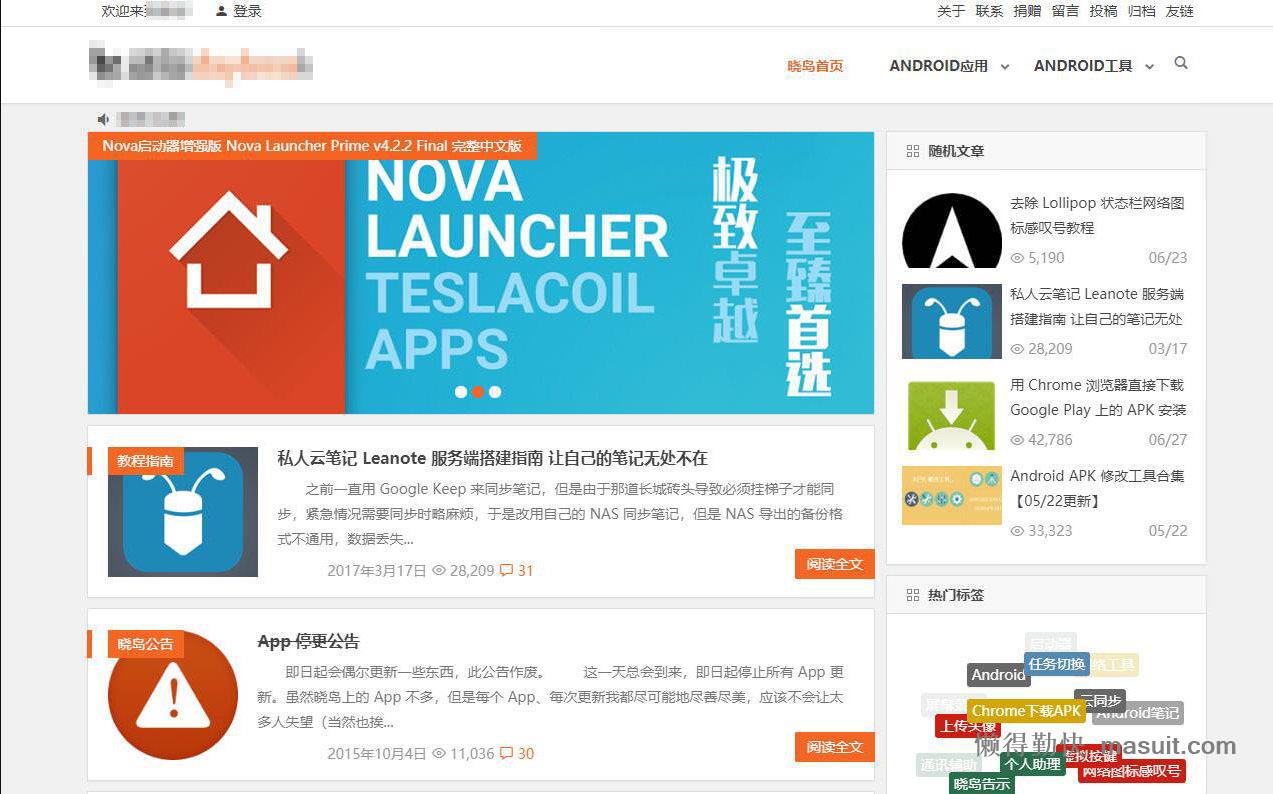 欢迎来 登录
关于 联系 捐赠 留言 投稿 归档 友链
晓岛首页 ANDROID应用 ANDROID工具
Nova启动器增强版 Nova Launcher Prime v4.2.2 Final 完整中文版
NOVA
LAUNCHER
TESLACOIL
APPS
极致卓越
至臻首选
教程指南
私人云笔记 Leanote 服务端搭建指南 让自己的笔记无处不在
之前一直用 Google Keep 来同步笔记，但是由于那道长城砖头导致必须挂梯子才能同
步，紧急情况需要同步时略麻烦，于是改用自己的 NAS 同步笔记，但是 NAS 导出的备份格
式不通用，数据丢失...
2017年3月17日 28,209 31
阅读全文
晓岛公告
App 停更公告
即日起会偶尔更新一些东西，此公告作废。 这一天总会到来，即日起停止所有 App 更
新。虽然晓岛上的 App 不多，但是每个 App、每次更新我都尽可能地尽善尽美，应该不会让太
多人失望（当然也挨...
2015年10月4日 11,036 30
阅读全文
随机文章
去除 Lollipop 状态栏网络图
标感叹号教程
5,190 06/23
私人云笔记 Leanote 服务端
搭建指南 让自己的笔记无处
28,209 03/17
用 Chrome 浏览器直接下载
Google Play 上的 APK 安装
42,786 06/27
Android APK 修改工具合集
【05/22更新】
33,323 05/22
热门标签
启动器
任务切换
络工具
Android
云同步
Chrome下载APK
Android笔记
上传头像
懒得勤快 masuit.com
虚拟按键
通讯辅助
个人助理
网络图标感叹号
晓岛告示